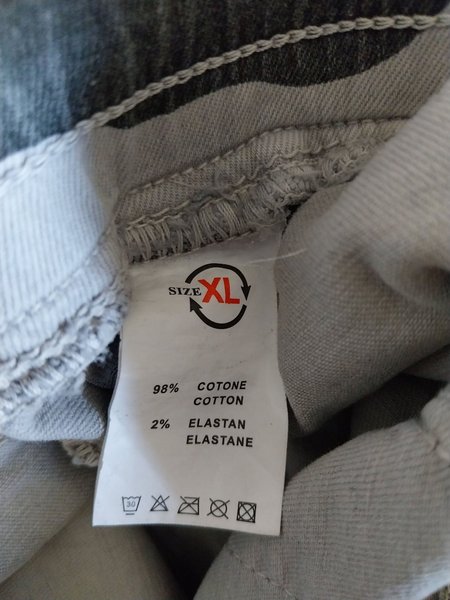 SIZE XL
98% COTONE
COTTON
2% ELASTAN
ELASTANE
30